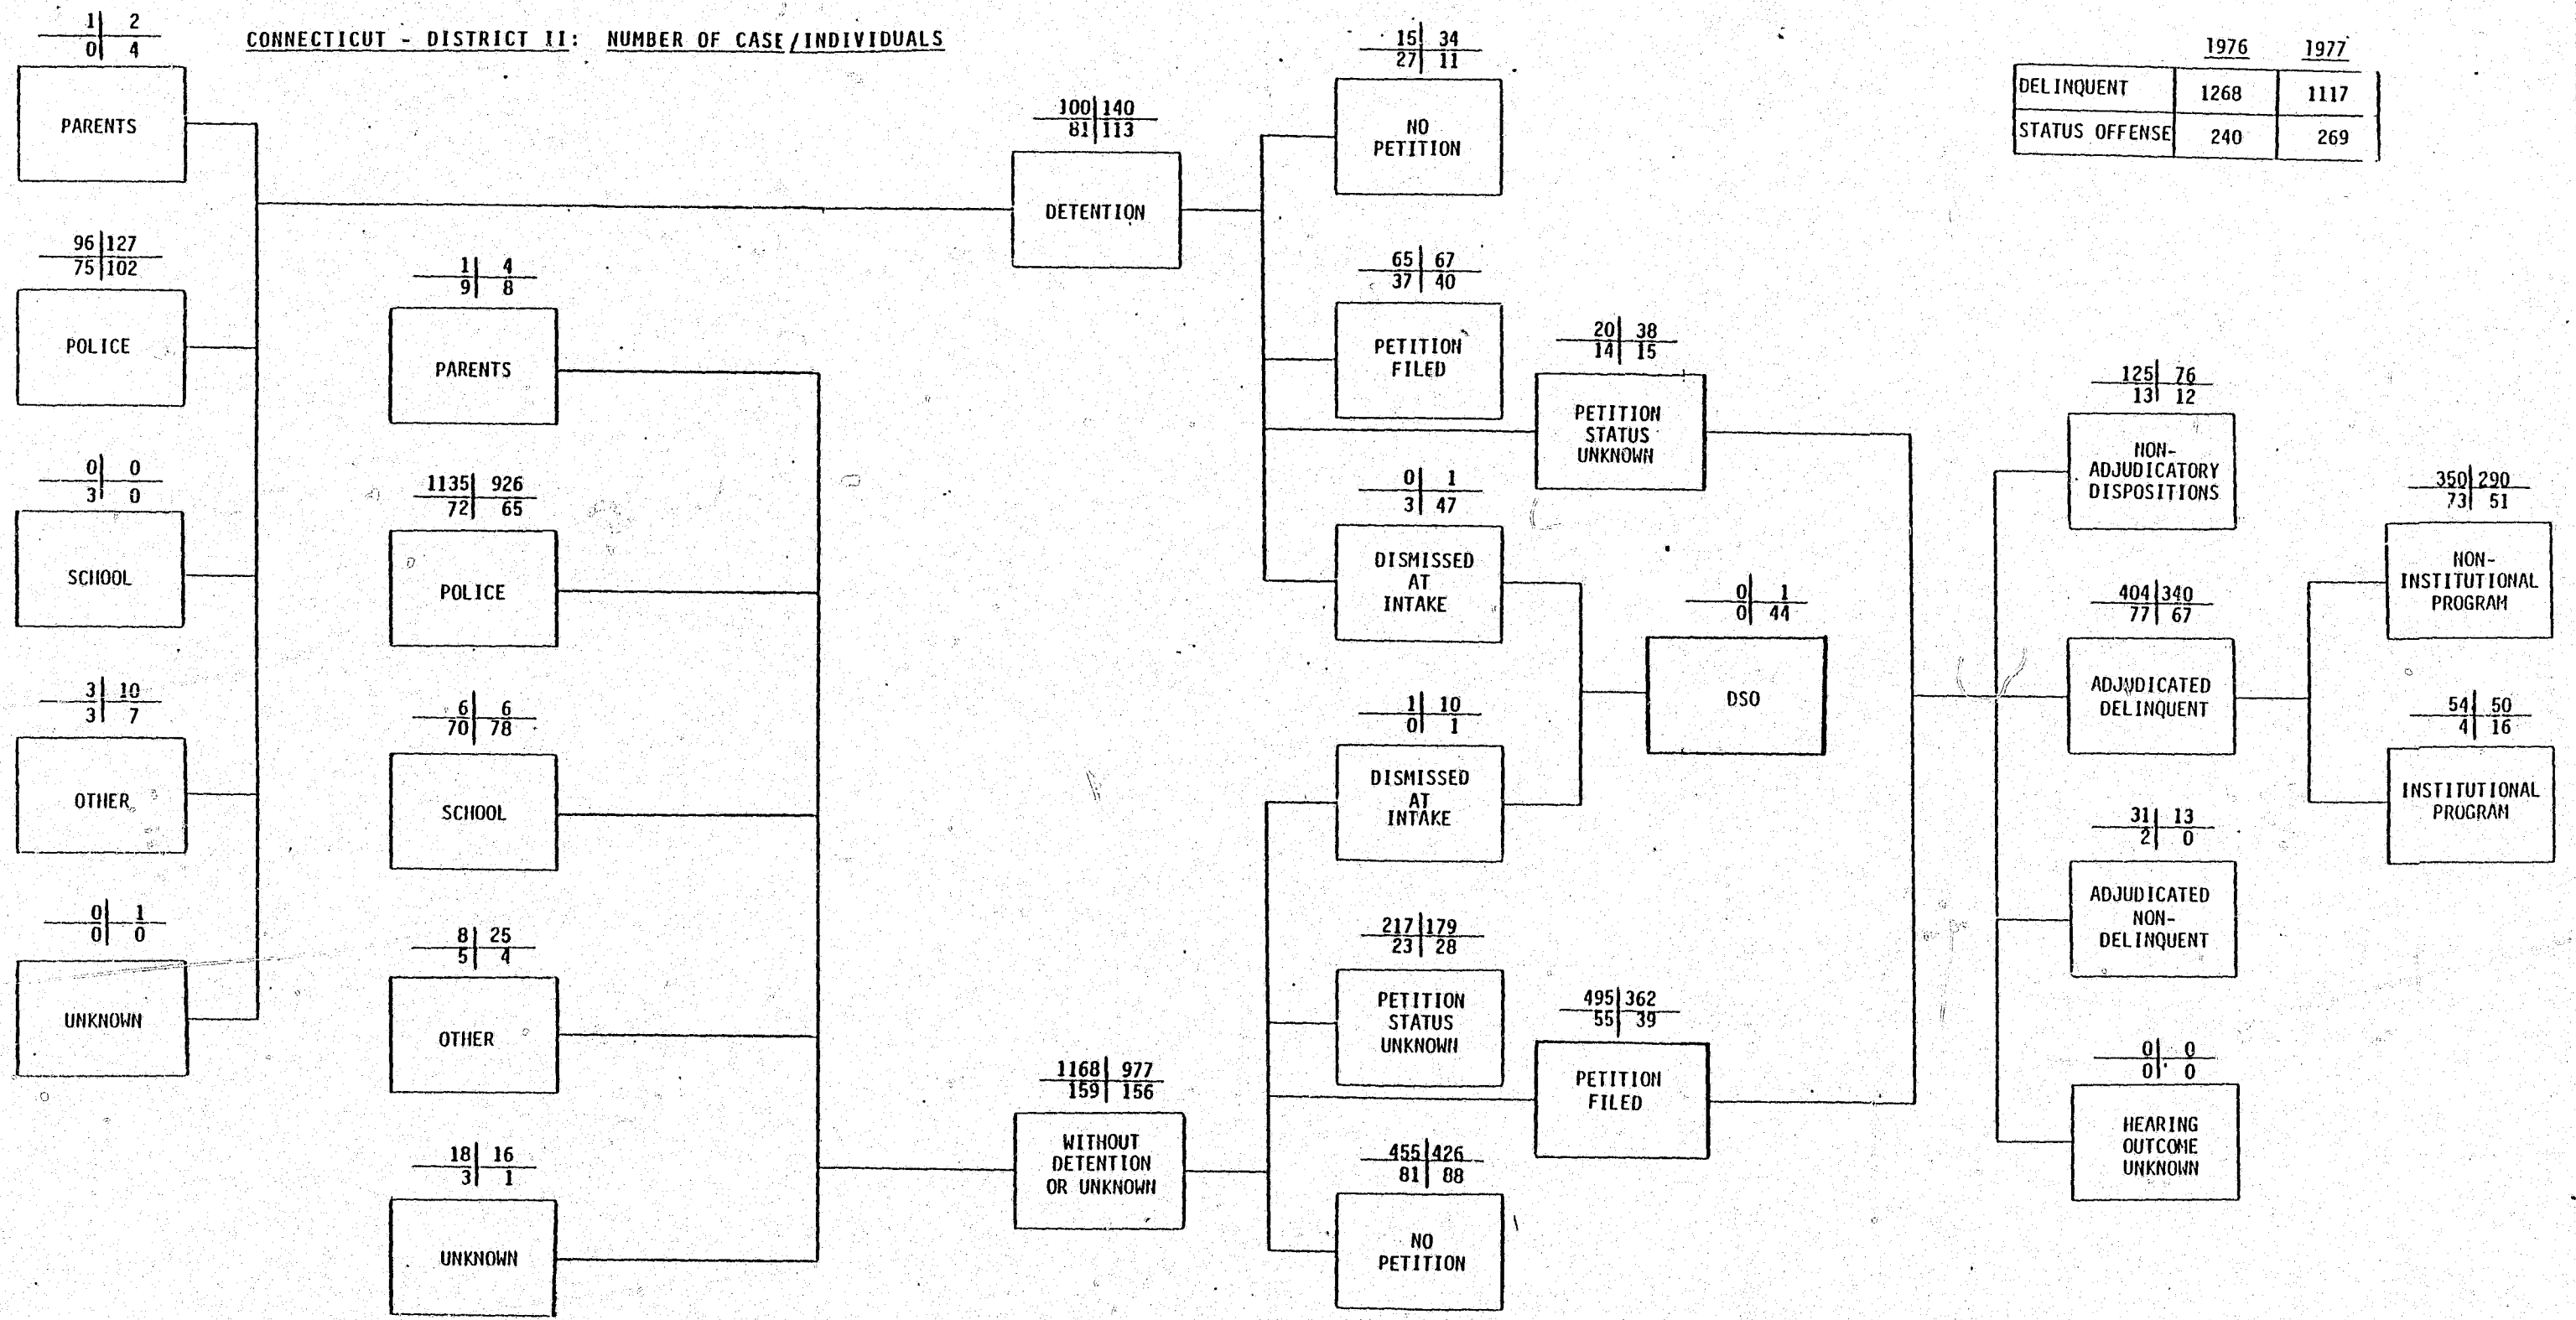 CONNECTICUT - DISTRICT II: NUMBER OF CASE/INDIVIDUALS
1976 1977
DELINQUENT 1268 1117
STATUS OFFENSE 240 269
1 2
0 4
PARENTS
96 127
75 102
POLICE
0 0
3 0
SCHOOL
3 10
3 7
OTHER
0 1
0 0
UNKNOWN
1 4
9 8
PARENTS
1135 926
72 65
POLICE
6 6
70 78
SCHOOL
8 25
5 4
OTHER
18 16
3 1
UNKNOWN
100 140
81 113
DETENTION
1168 977
159 156
WITHOUT
DETENTION
OR UNKNOWN
15 34
27 11
NO
PETITION
65 67
37 40
PETITION
FILED
20 38
14 15
PETITION
STATUS
UNKNOWN
0 1
3 47
DISMISSED
AT
INTAKE
0 1
0 44
DSO
1 10
0 1
DISMISSED
AT
INTAKE
217 179
23 28
PETITION
STATUS
UNKNOWN
495 362
55 39
PETITION
FILED
455 426
81 88
NO
PETITION
125 76
13 12
NON-
ADJUDICATORY
DISPOSITIONS
404 340
77 67
ADJUDICATED
DELINQUENT
31 13
2 0
ADJUDICATED
NON-
DELINQUENT
0 0
0 0
HEARING
OUTCOME
UNKNOWN
350 290
73 51
NON-
INSTITUTIONAL
PROGRAM
54 50
4 16
INSTITUTIONAL
PROGRAM